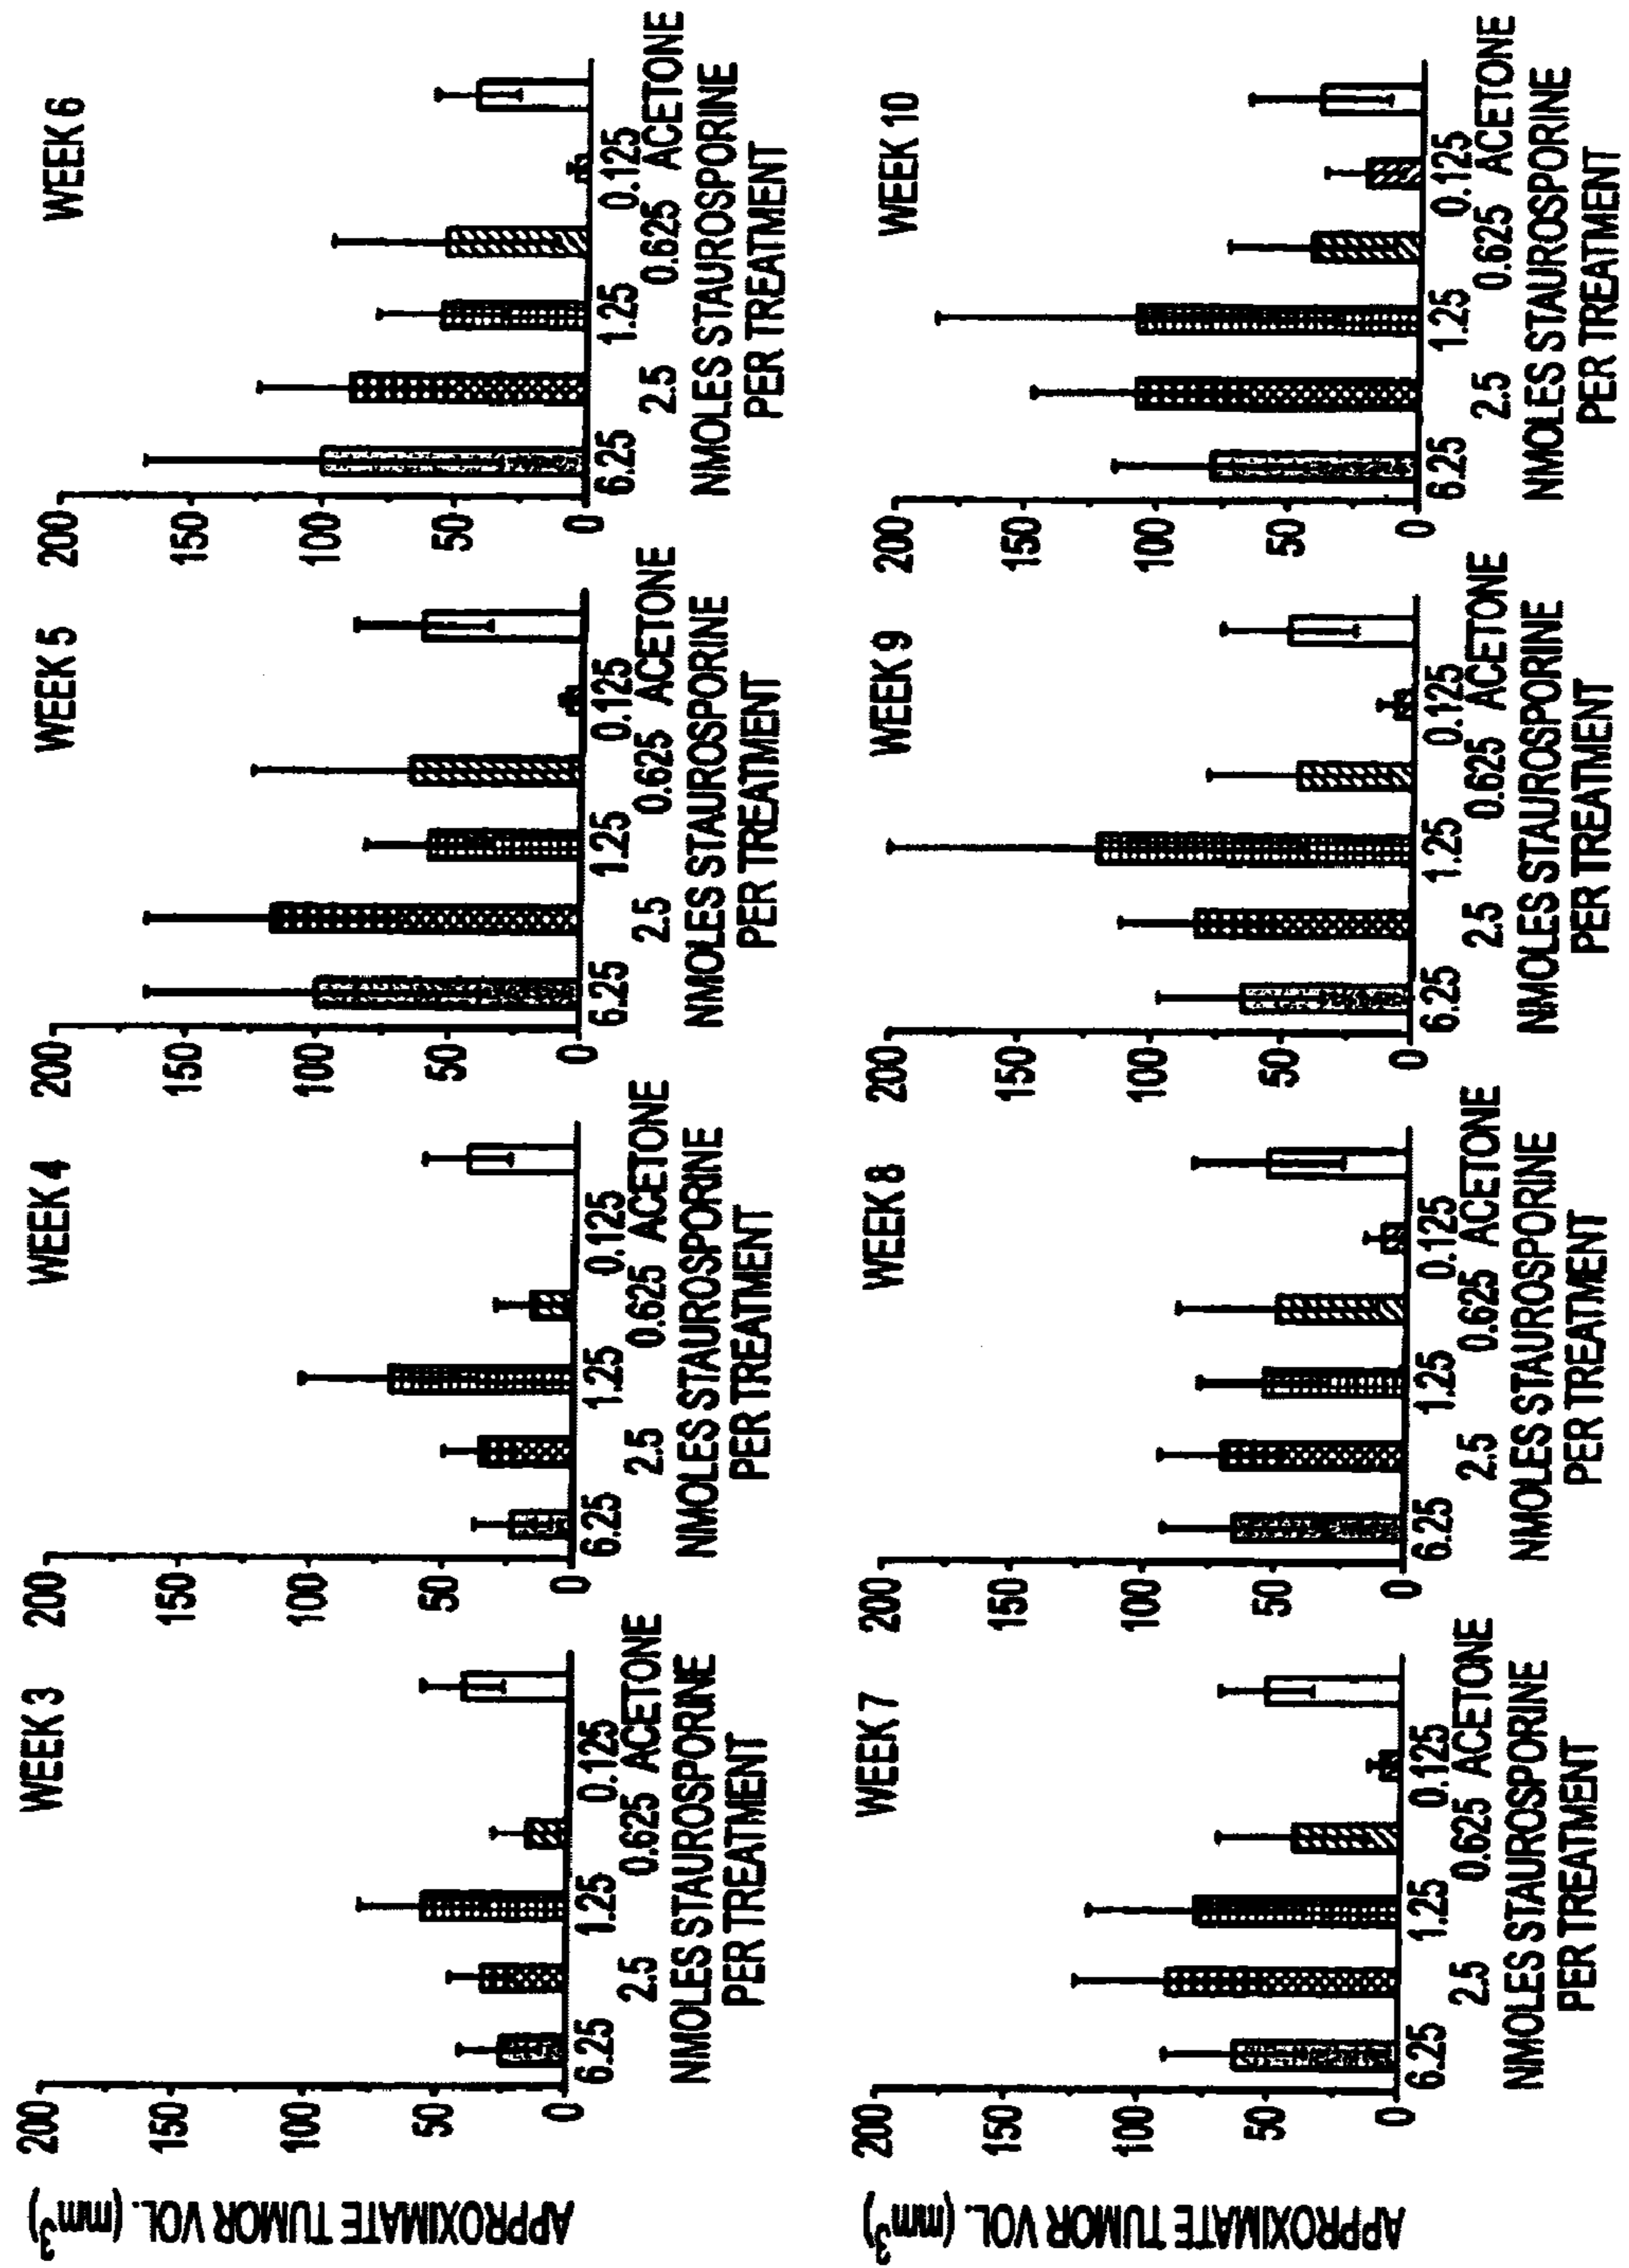 APPROXIMATE TUMOR VOL. (mm³)
WEEK 3
200
150
100
50
0
6.25
2.5
1.25
0.625
0.125
ACETONE
NMOLES STAUROSPORINE
PER TREATMENT
WEEK 4
200
150
100
50
0
6.25
2.5
1.25
0.625
0.125
ACETONE
NMOLES STAUROSPORINE
PER TREATMENT
WEEK 5
200
150
100
50
0
6.25
2.5
1.25
0.625
0.125
ACETONE
NMOLES STAUROSPORINE
PER TREATMENT
WEEK 6
200
150
100
50
0
6.25
2.5
1.25
0.625
0.125
ACETONE
NMOLES STAUROSPORINE
PER TREATMENT
APPROXIMATE TUMOR VOL. (mm³)
WEEK 7
200
150
100
50
0
6.25
2.5
1.25
0.625
0.125
ACETONE
NMOLES STAUROSPORINE
PER TREATMENT
WEEK 8
200
150
100
50
0
6.25
2.5
1.25
0.625
0.125
ACETONE
NMOLES STAUROSPORINE
PER TREATMENT
WEEK 9
200
150
100
50
0
6.25
2.5
1.25
0.625
0.125
ACETONE
NMOLES STAUROSPORINE
PER TREATMENT
WEEK 10
200
150
100
50
0
6.25
2.5
1.25
0.625
0.125
ACETONE
NMOLES STAUROSPORINE
PER TREATMENT